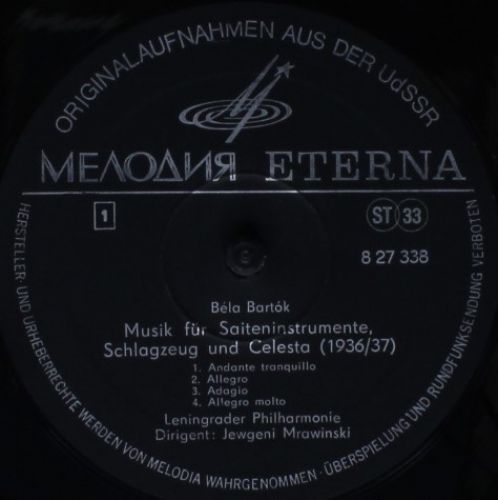 ORIGINALAUFNAHMEN AUS DER UdSSR
МЕЛОДИЯ ETERNA
1
ST 33
8 27 338
Béla Bartók
Musik für Saiteninstrumente,
Schlagzeug und Celesta (1936/37)
1. Andante tranquillo
2. Allegro
3. Adagio
4. Allegro molto
Leningrader Philharmonie
Dirigent: Jewgeni Mrawinski
HERSTELLER- UND URHEBERRECHTE WERDEN VON MELODIA WAHRGENOMMEN · ÜBERSPIELUNG UND RUNDFUNKSENDUNG VERBOTEN